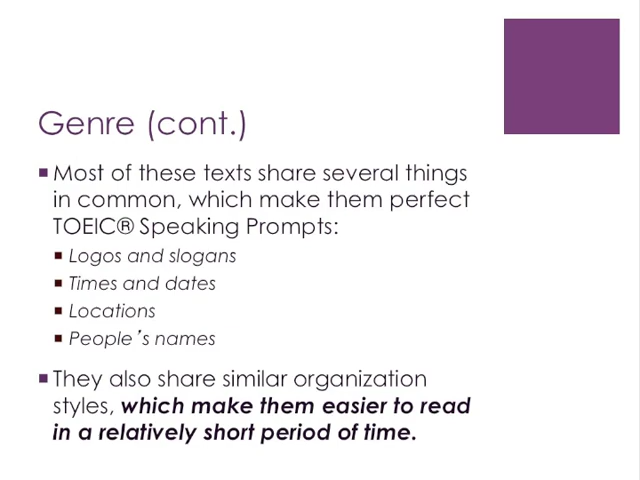 Genre (cont.)
Most of these texts share several things
in common, which make them perfect
TOEIC® Speaking Prompts:
Logos and slogans
Times and dates
Locations
People's names
They also share similar organization
styles, which make them easier to read
in a relatively short period of time.